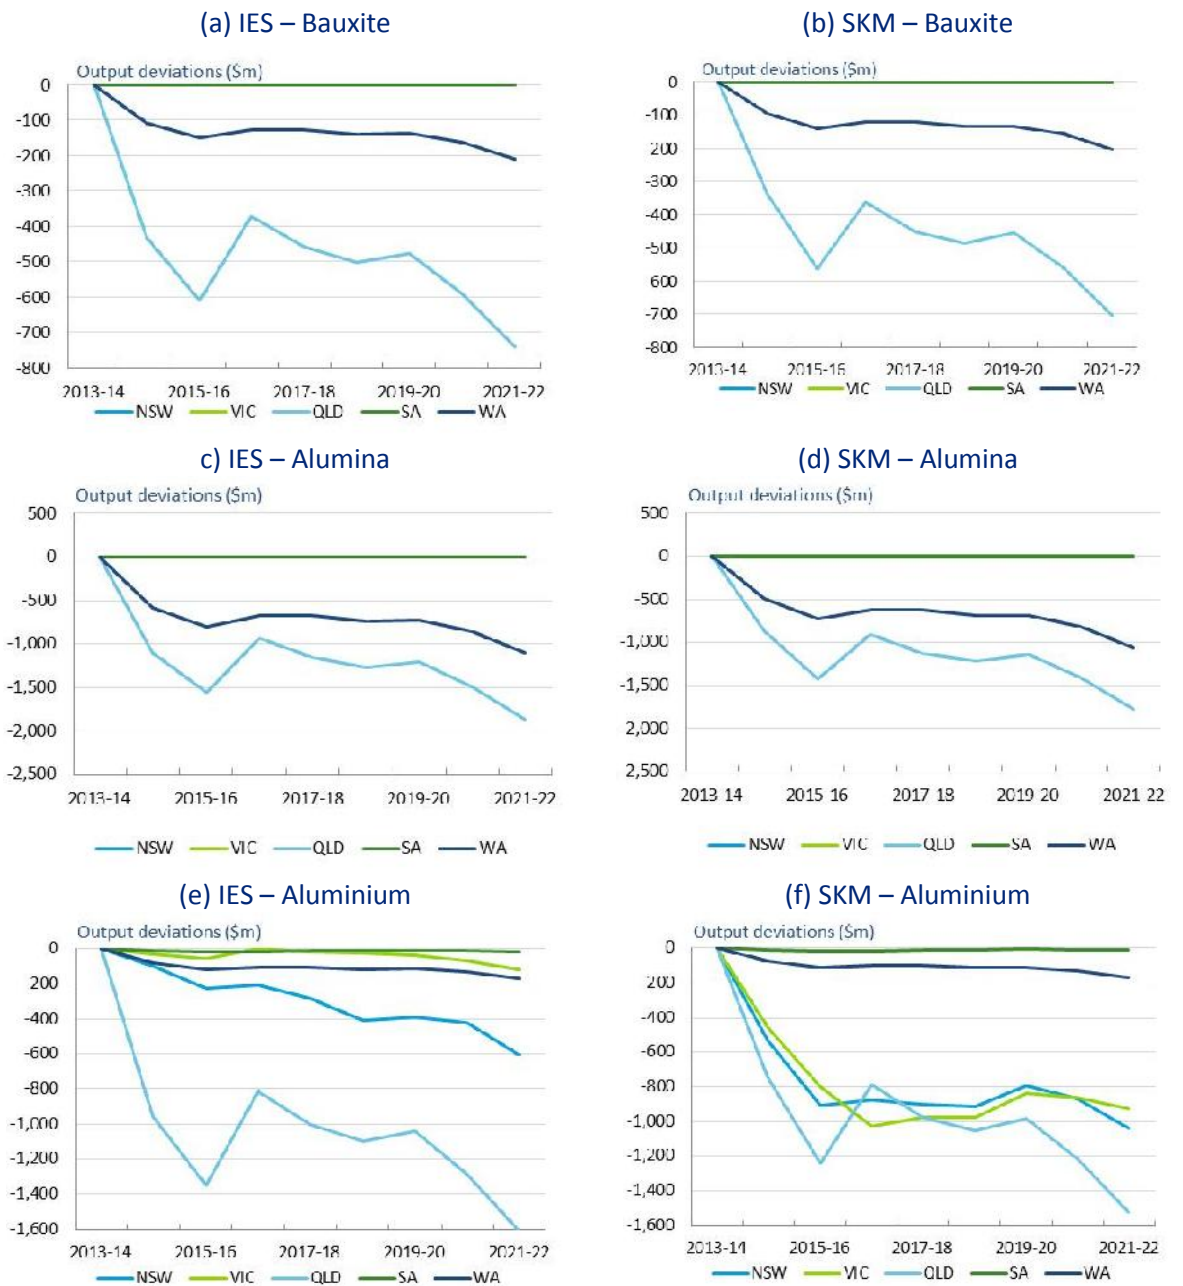 (a) IES – Bauxite
Output deviations ($m)
0
-100
-200
-300
-400
-500
-600
-700
-800
2013-14 2015-16 2017-18 2019-20 2021-22
NSW VIC QLD SA WA
(b) SKM – Bauxite
Output deviations ($m)
0
-100
200
-300
-400
-500
-600
-700
-800
2013-14 2015-16 2017-18 2019-20 2021-22
NSW VIC QLD SA WA
c) IES – Alumina
Output deviations ($m)
500
0
-500
-1,000
-1,500
-2,000
-2,500
2013-14 2015-16 2017-18 2019-20 2021-22
NSW VIC QLD SA WA
(d) SKM – Alumina
Output deviations ($m)
500
0
-500
-1,000
-1,500
2,000
2,500
2013-14 2015-16 2017-18 2019-20 2021-22
NSW VIC QLD SA WA
(e) IES – Aluminium
Output deviations ($m)
0
200
-400
-600
-800
-1,000
-1,200
-1,400
-1,600
2013-14 2015-16 2017-18 2019-20 2021-22
NSW VIC QLD SA WA
(f) SKM – Aluminium
Output deviations ($m)
0
200
-400
-600
-800
-1,000
-1,200
-1,400
-1,600
2013-14 2015-16 2017-18 2019-20 2021-22
NSW VIC QLD SA WA